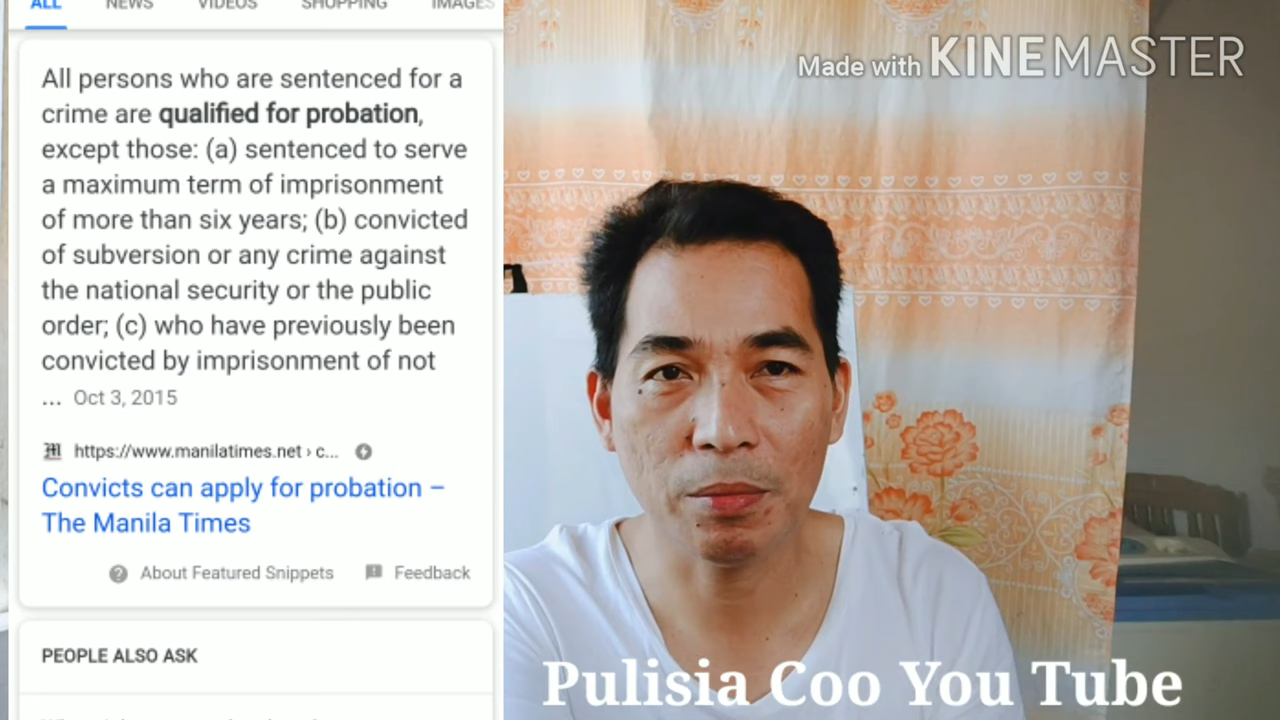 ALL NEWS VIDEOS SHOPPING IMAGES
All persons who are sentenced for a
crime are qualified for probation,
except those: (a) sentenced to serve
a maximum term of imprisonment
of more than six years; (b) convicted
of subversion or any crime against
the national security or the public
order; (c) who have previously been
convicted by imprisonment of not
... Oct 3, 2015
https://www.manilatimes.net › c...
Convicts can apply for probation –
The Manila Times
About Featured Snippets Feedback
PEOPLE ALSO ASK
Made with KINEMASTER
Pulisia Coo You Tube